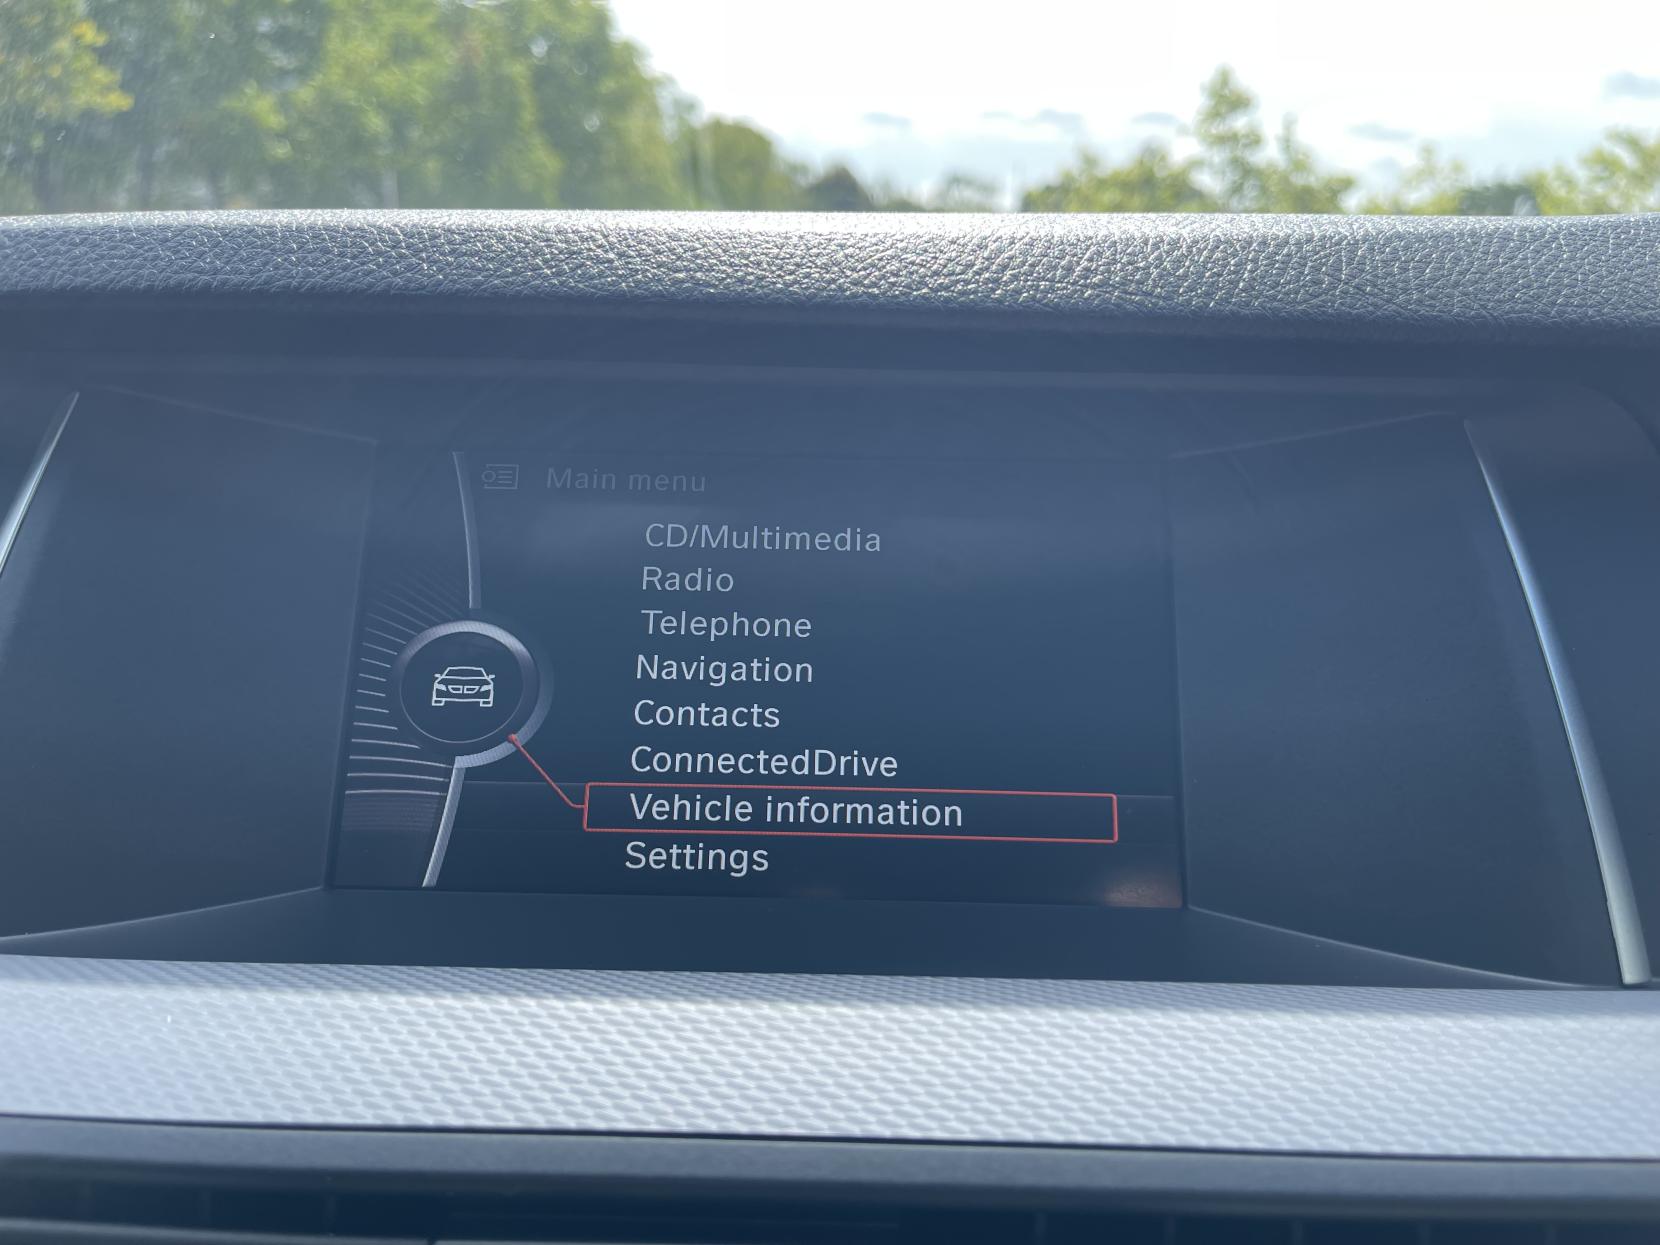 Main menu
CD/Multimedia
Radio
Telephone
Navigation
Contacts
ConnectedDrive
Vehicle information
Settings